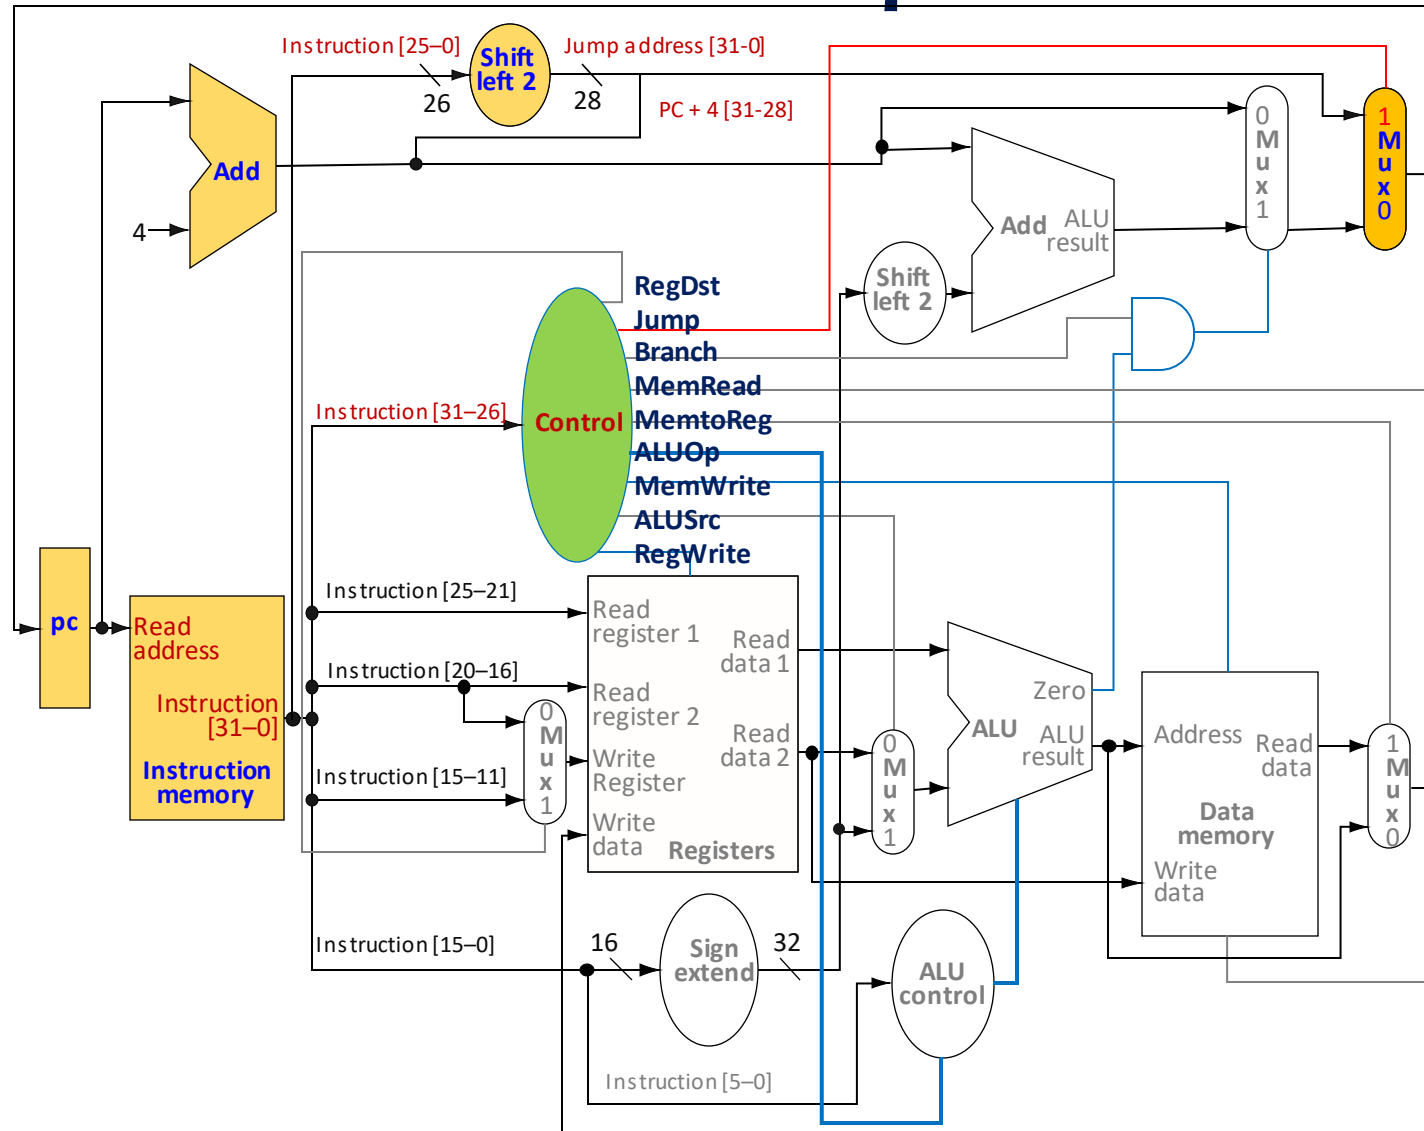 Instruction [25–0]
Shift
left 2
Jump address [31-0]
26
28
PC + 4 [31-28]
Add
4
0
M
u
x
1
1
M
u
x
0
Add
ALU
result
Shift
left 2
RegDst
Jump
Branch
MemRead
MemtoReg
ALUOp
MemWrite
ALUSrc
RegWrite
Control
Instruction [31–26]
pc
Read
address
Instruction
[31–0]
Instruction
memory
Instruction [25–21]
Instruction [20–16]
Instruction [15–11]
0
M
u
x
1
Read
register 1
Read
register 2
Write
Register
Write
data
Read
data 1
Read
data 2
Registers
0
M
u
x
1
Zero
ALU
ALU
result
Address
Read
data
Data
memory
Write
data
1
M
u
x
0
Instruction [15–0]
16
Sign
extend
32
ALU
control
Instruction [5–0]